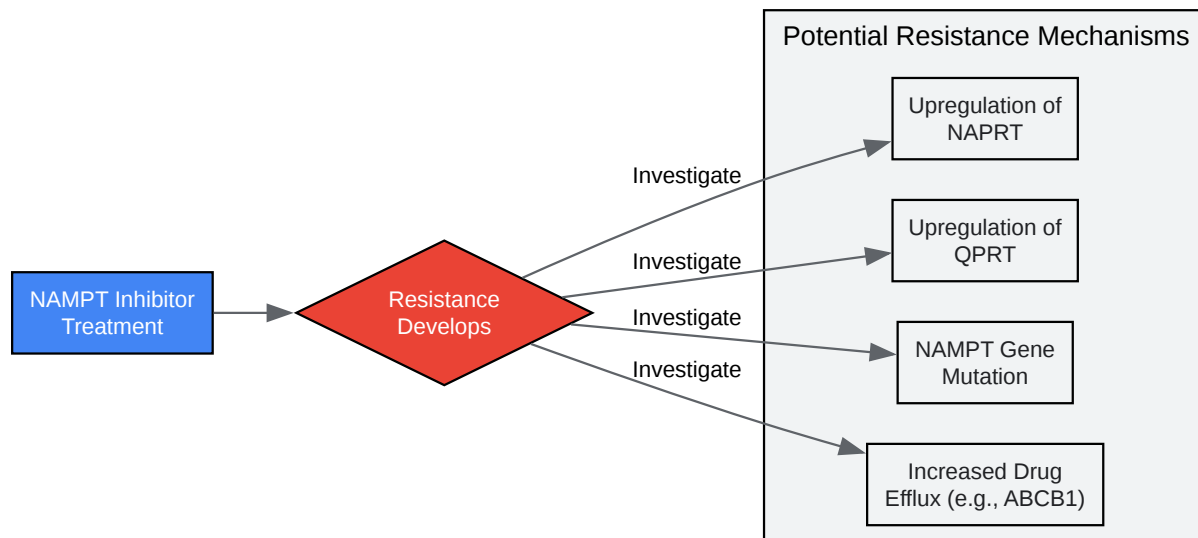 Potential Resistance Mechanisms
Upregulation of
NAPRT
Investigate
Upregulation of
QPRT
Investigate
NAMPT Inhibitor
Treatment
Resistance
Develops
Investigate
NAMPT Gene
Mutation
Investigate
Increased Drug
Efflux (e.g., ABCB1)